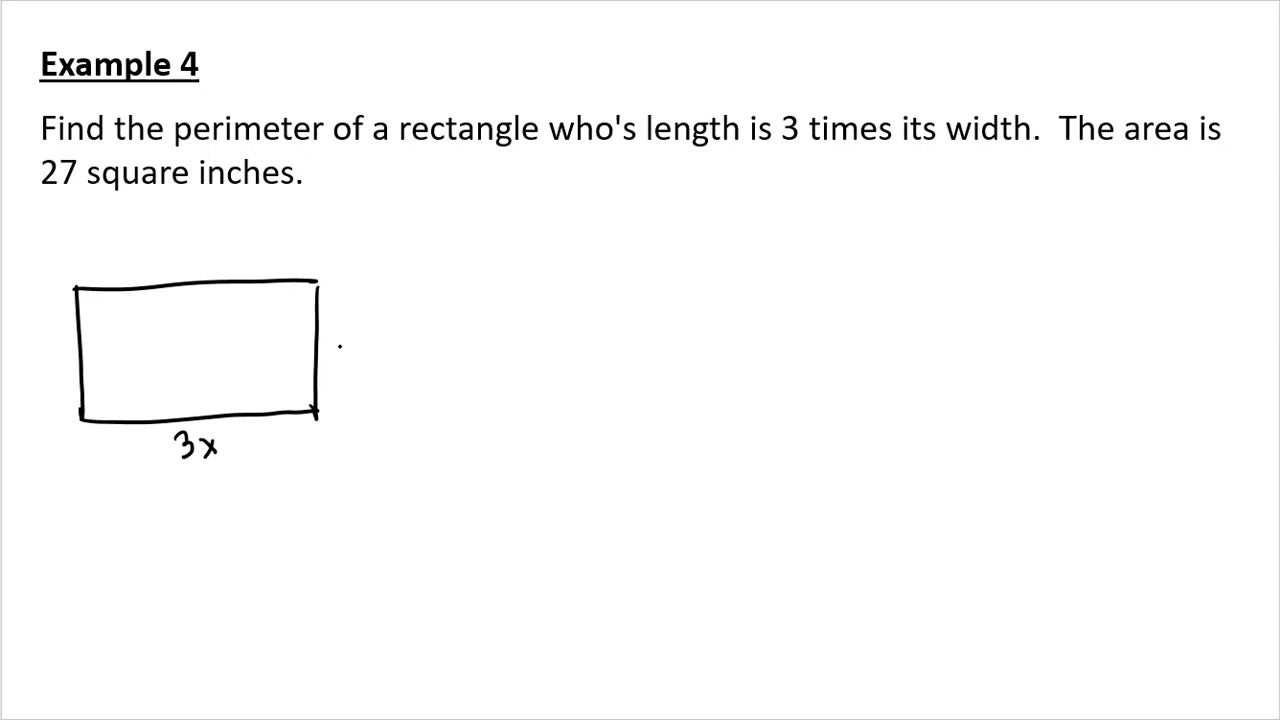 Example 4
Find the perimeter of a rectangle who's length is 3 times its width. The area is
27 square inches.
3x